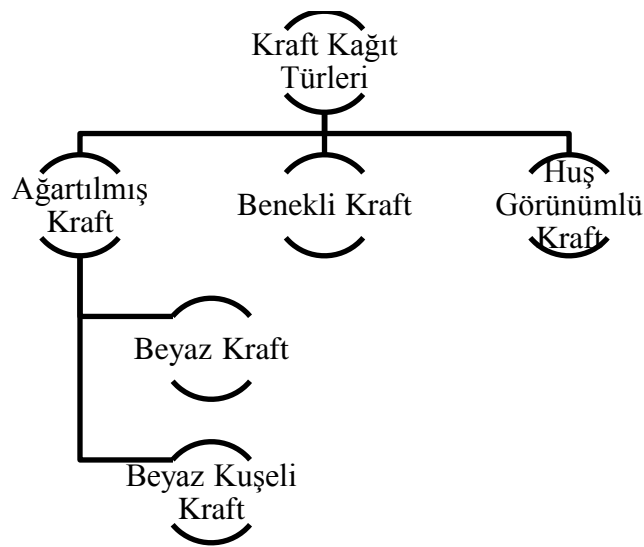 Kraft Kağıt
Türleri
Ağartılmış
Kraft
Benekli Kraft
Huş
Görünümlü
Kraft
Beyaz Kraft
Beyaz Kuşeli
Kraft